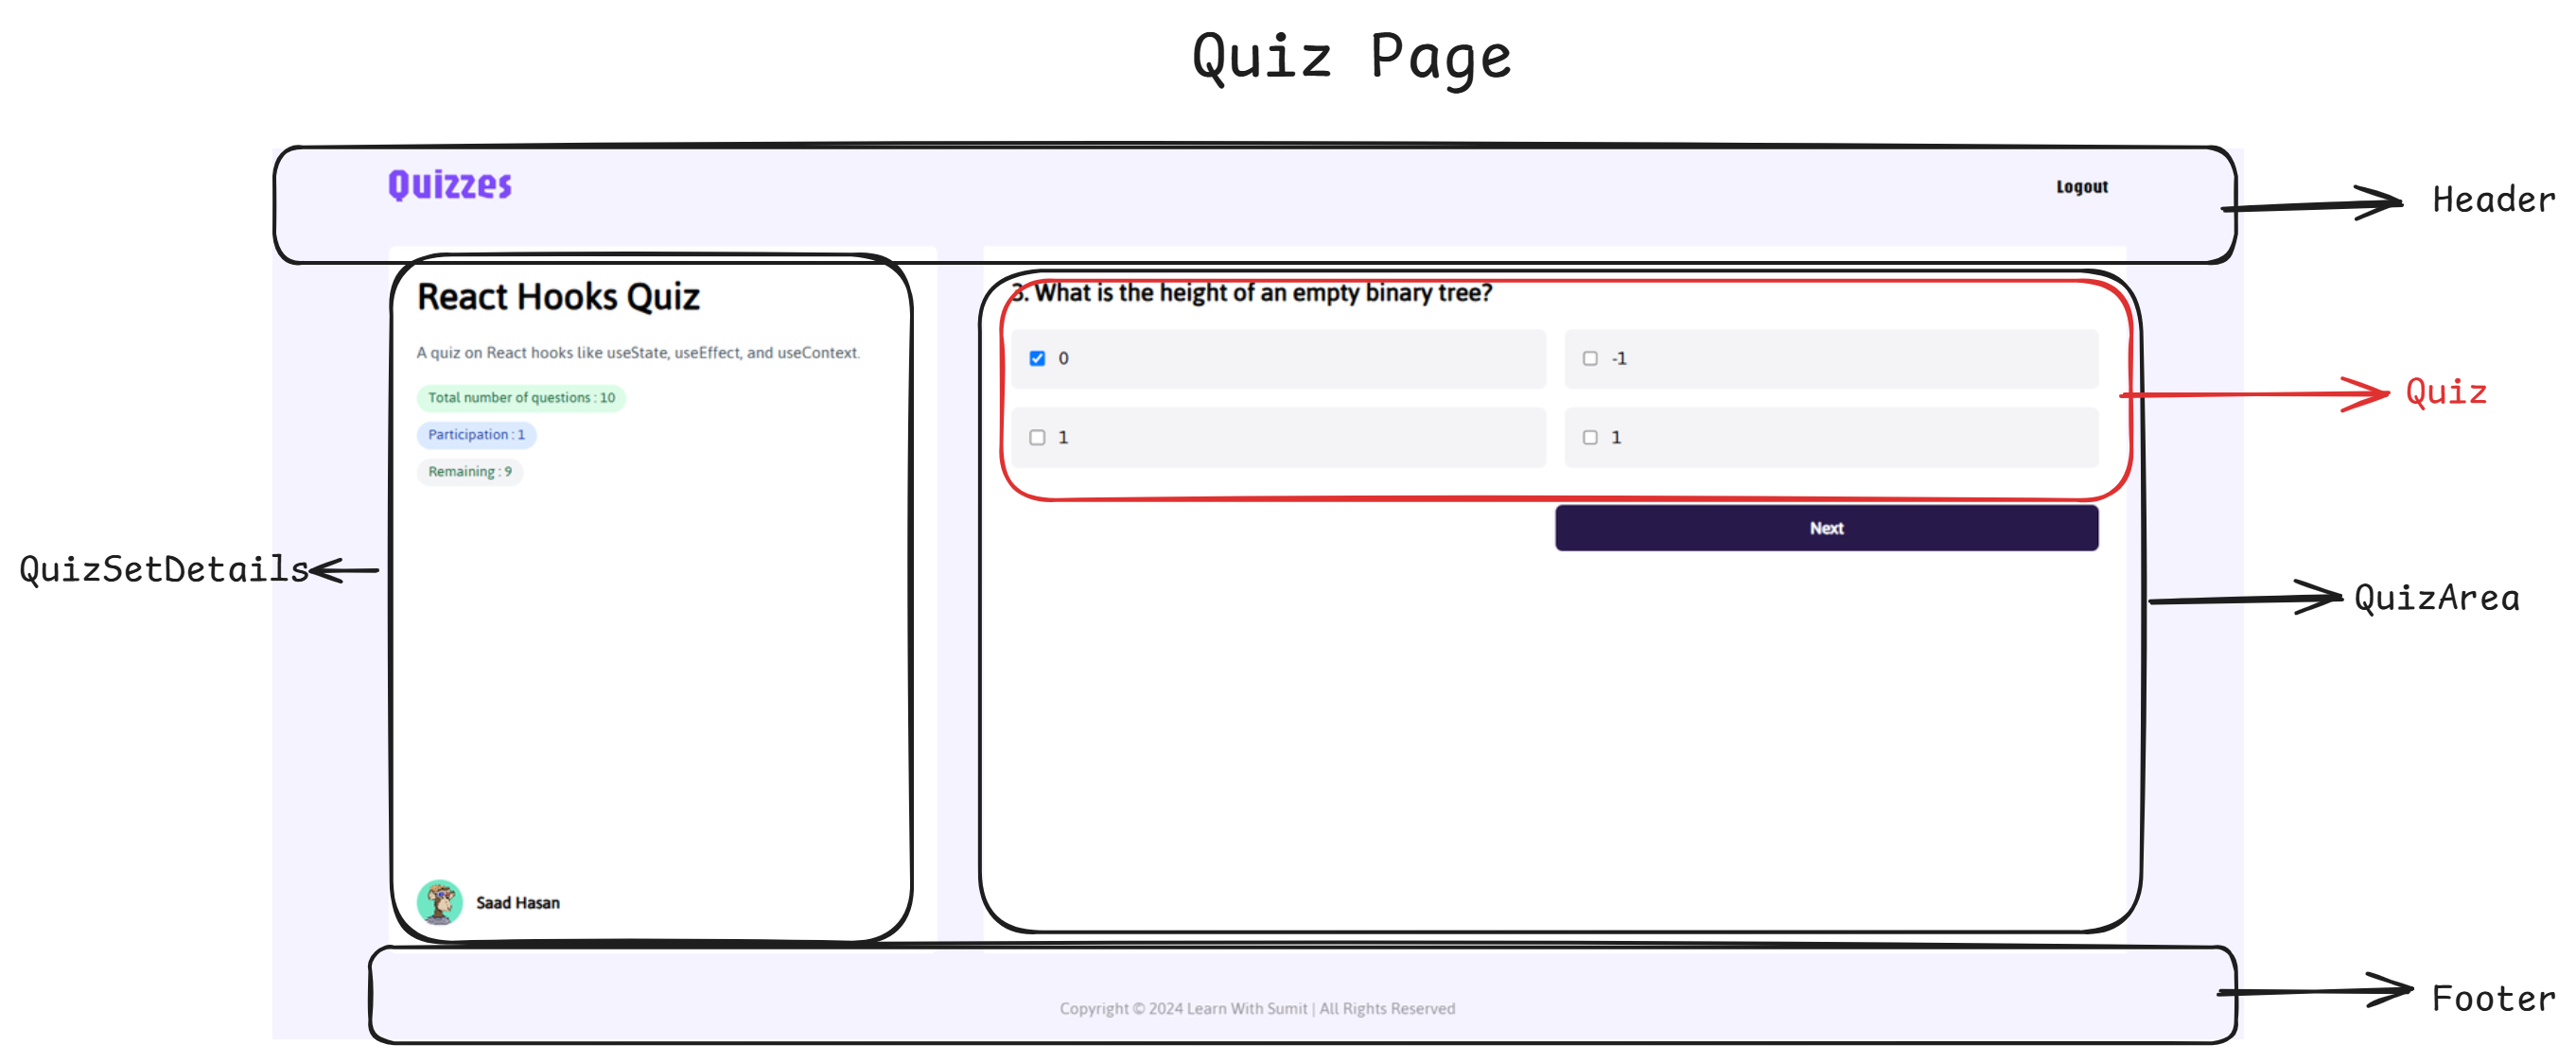 Quiz Page
Quizzes
Logout
Header
React Hooks Quiz
A quiz on React hooks like useState, useEffect, and useContext.
Total number of questions : 10
Participation : 1
Remaining : 9
QuizSetDetails
Saad Hasan
3. What is the height of an empty binary tree?
0
-1
1
1
Next
Quiz
QuizArea
Copyright © 2024 Learn With Sumit | All Rights Reserved
Footer